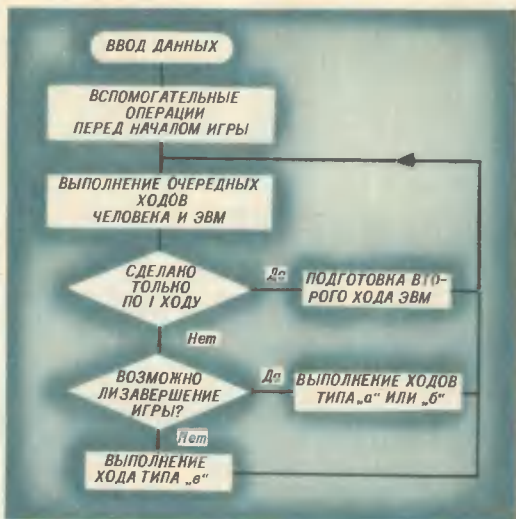 ВВОД ДАННЫХ
ВСПОМОГАТЕЛЬНЫЕ
ОПЕРАЦИИ
ПЕРЕД НАЧАЛОМ ИГРЫ
ВЫПОЛНЕНИЕ ОЧЕРЕДНЫХ
ХОДОВ
ЧЕЛОВЕКА И ЭВМ
СДЕЛАНО
ТОЛЬКО
ПО 1 ХОДУ
Да
ПОДГОТОВКА ВТО-
РОГО ХОДА ЭВМ
Нет
ВОЗМОЖНО
ЛИ ЗАВЕРШЕНИЕ
ИГРЫ?
Да
ВЫПОЛНЕНИЕ ХОДОВ
ТИПА „а" ИЛИ „б"
Нет
ВЫПОЛНЕНИЕ
ХОДА ТИПА „в"